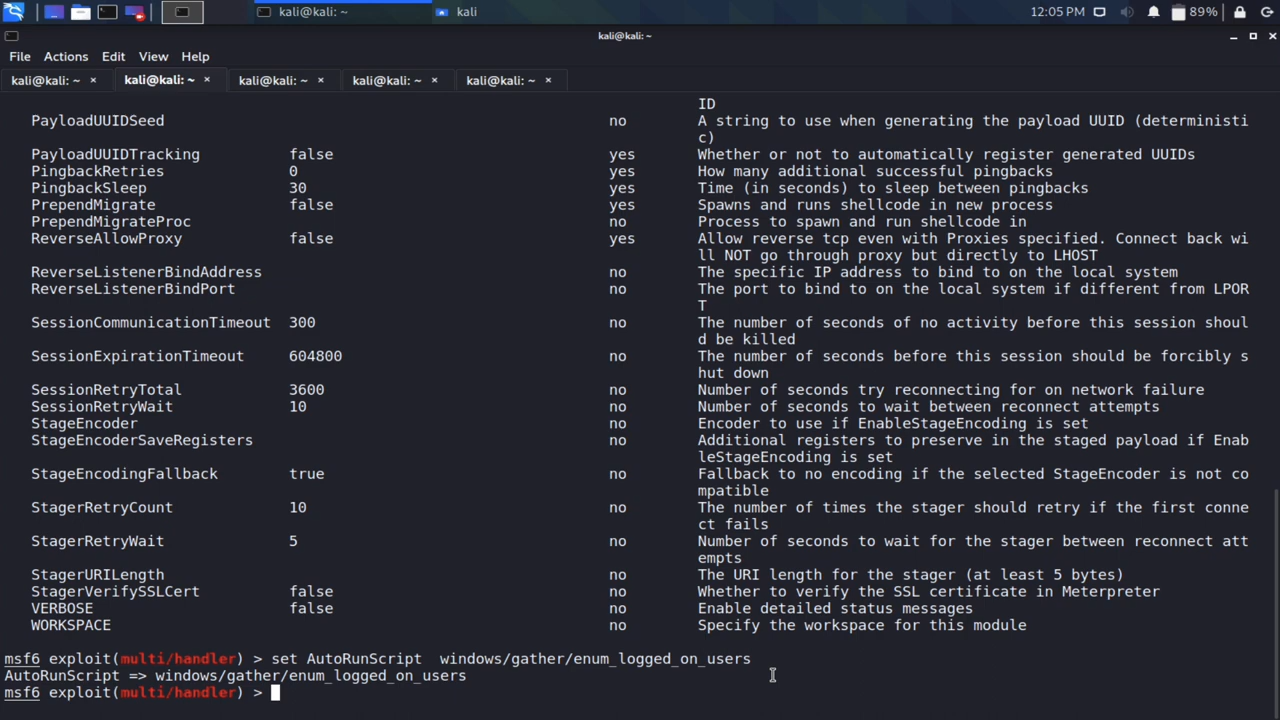 kali@kali: ~
kali
12:05 PM
89%
kali@kali: ~
File Actions Edit View Help
kali@kali: ~ × kali@kali: ~ × kali@kali: ~ × kali@kali: ~ × kali@kali: ~ ×
ID
PayloadUUIDSeed no A string to use when generating the payload UUID (deterministi
c)
PayloadUUIDTracking false yes Whether or not to automatically register generated UUIDs
PingbackRetries 0 yes How many additional successful pingbacks
PingbackSleep 30 yes Time (in seconds) to sleep between pingbacks
PrependMigrate false yes Spawns and runs shellcode in new process
PrependMigrateProc no Process to spawn and run shellcode in
ReverseAllowProxy false yes Allow reverse tcp even with Proxies specified. Connect back wi
ll NOT go through proxy but directly to LHOST
ReverseListenerBindAddress no The specific IP address to bind to on the local system
ReverseListenerBindPort no The port to bind to on the local system if different from LPOR
T
SessionCommunicationTimeout 300 no The number of seconds of no activity before this session shoul
d be killed
SessionExpirationTimeout 604800 no The number of seconds before this session should be forcibly s
hut down
SessionRetryTotal 3600 no Number of seconds try reconnecting for on network failure
SessionRetryWait 10 no Number of seconds to wait between reconnect attempts
StageEncoder no Encoder to use if EnableStageEncoding is set
StageEncoderSaveRegisters no Additional registers to preserve in the staged payload if Enab
leStageEncoding is set
StageEncodingFallback true no Fallback to no encoding if the selected StageEncoder is not co
mpatible
StagerRetryCount 10 no The number of times the stager should retry if the first conne
ct fails
StagerRetryWait 5 no Number of seconds to wait for the stager between reconnect att
empts
StagerURILength no The URI length for the stager (at least 5 bytes)
StagerVerifySSLCert false no Whether to verify the SSL certificate in Meterpreter
VERBOSE false no Enable detailed status messages
WORKSPACE no Specify the workspace for this module
msf6 exploit(multi/handler) > set AutoRunScript  windows/gather/enum_logged_on_users
AutoRunScript => windows/gather/enum_logged_on_users
msf6 exploit(multi/handler) >